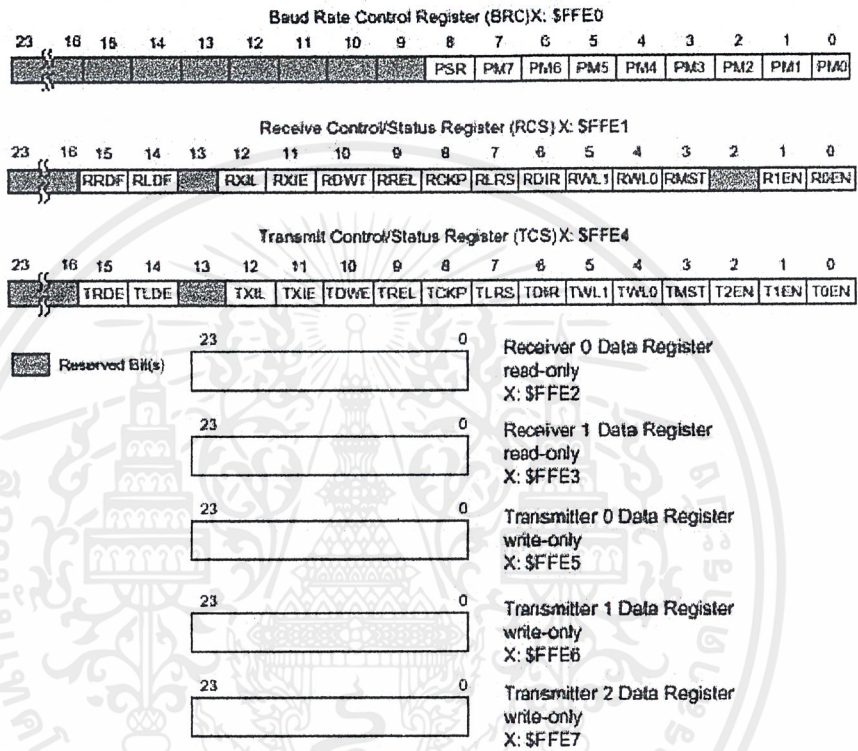 Baud Rate Control Register (BRC)X: $FFE0
23 16 15 14 13 12 11 10 9 8 7 6 5 4 3 2 1 0
PSR PM7 PM6 PM5 PM4 PM3 PM2 PM1 PM0
Receive Control/Status Register (RCS) X: $FFE1
23 16 15 14 13 12 11 10 9 8 7 6 5 4 3 2 1 0
RRDF RLDF RXIL RXIE RDWT RREL RCKP RLRS RDIR RWL1 RWL0 RMST R1EN R0EN
Transmit Control/Status Register (TCS) X: $FFE4
23 16 15 14 13 12 11 10 9 8 7 6 5 4 3 2 1 0
TRDE TLDE TXIL TXIE TDWE TREL TCKP TLRS TDIR TWL1 TWL0 TMST T2EN T1EN T0EN
Reserved Bit(s)
23 0
Receiver 0 Data Register
read-only
X: $FFE2
23 0
Receiver 1 Data Register
read-only
X: $FFE3
23 0
Transmitter 0 Data Register
write-only
X: $FFE5
23 0
Transmitter 1 Data Register
write-only
X: $FFE6
23 0
Transmitter 2 Data Register
write-only
X: $FFE7